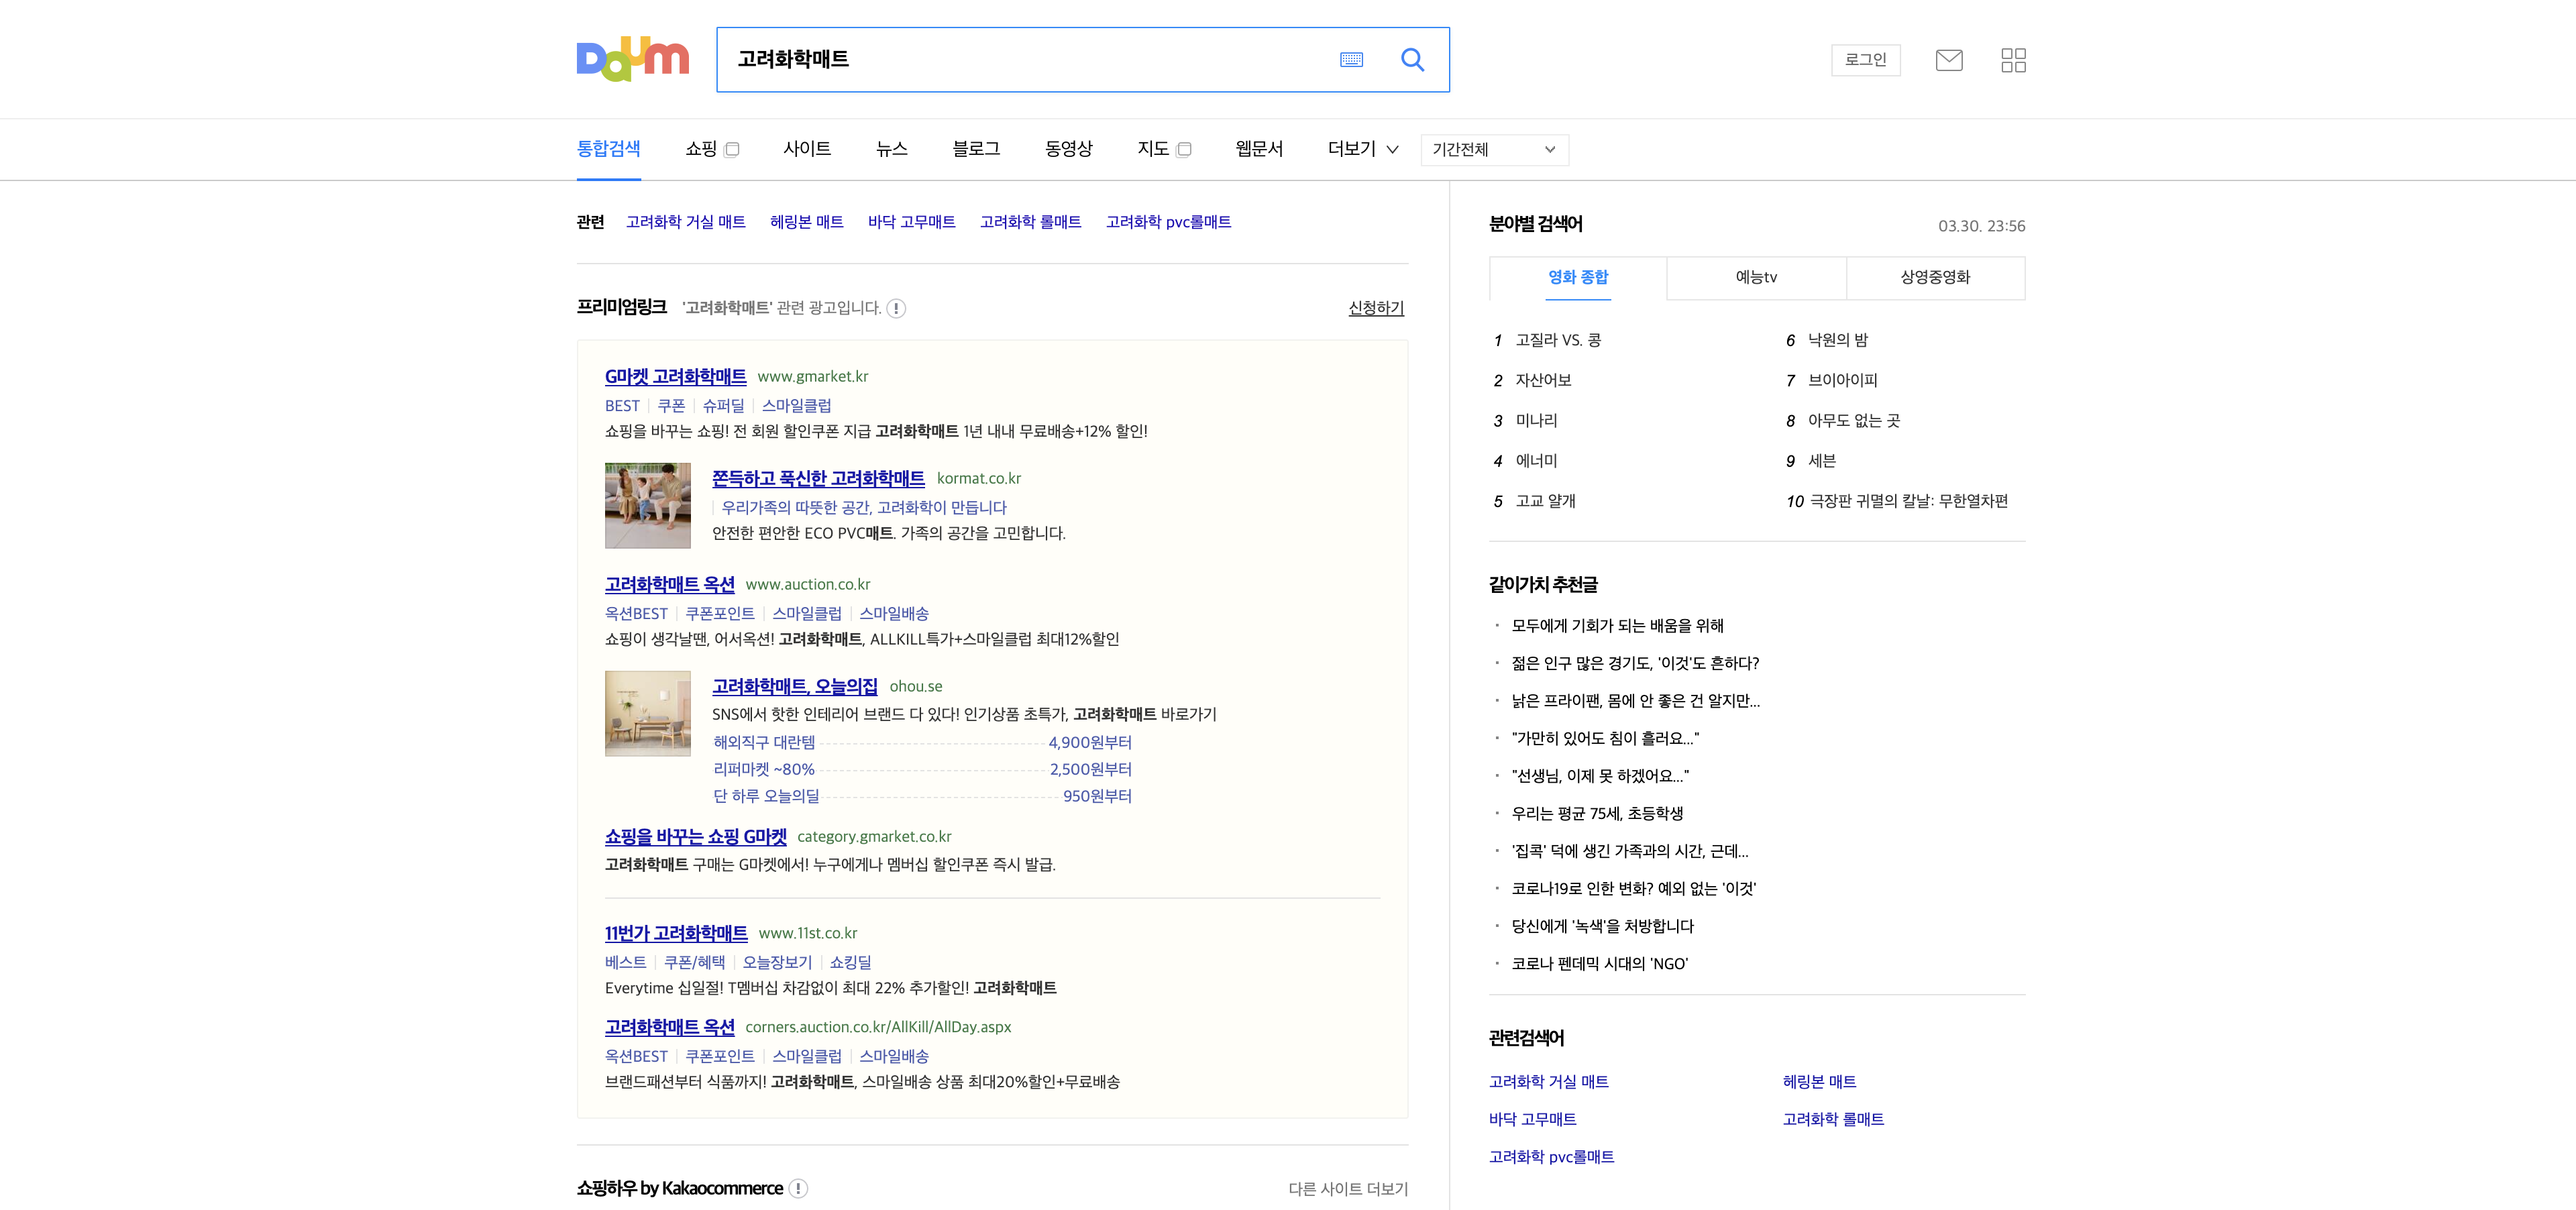 Daum
고려화학매트
로그인
통합검색 쇼핑 사이트 뉴스 블로그 동영상 지도 웹문서 더보기 기간전체
관련 고려화학 거실 매트 헤링본 매트 바닥 고무매트 고려화학 롤매트 고려화학 pvc롤매트
프리미엄링크 '고려화학매트' 관련 광고입니다. 신청하기
G마켓 고려화학매트 www.gmarket.kr
BEST 쿠폰 슈퍼딜 스마일클럽
쇼핑을 바꾸는 쇼핑! 전 회원 할인쿠폰 지급 고려화학매트 1년 내내 무료배송+12% 할인!
쫀득하고 푹신한 고려화학매트 kormat.co.kr
우리가족의 따뜻한 공간, 고려화학이 만듭니다
안전한 편안한 ECO PVC매트. 가족의 공간을 고민합니다.
고려화학매트 옥션 www.auction.co.kr
옥션BEST 쿠폰포인트 스마일클럽 스마일배송
쇼핑이 생각날땐, 어서옥션! 고려화학매트, ALLKILL특가+스마일클럽 최대12%할인
고려화학매트, 오늘의집 ohou.se
SNS에서 핫한 인테리어 브랜드 다 있다! 인기상품 초특가, 고려화학매트 바로가기
해외직구 대란템 4,900원부터
리퍼마켓 ~80% 2,500원부터
단 하루 오늘의딜 950원부터
쇼핑을 바꾸는 쇼핑 G마켓 category.gmarket.co.kr
고려화학매트 구매는 G마켓에서! 누구에게나 멤버십 할인쿠폰 즉시 발급.
11번가 고려화학매트 www.11st.co.kr
베스트 쿠폰/혜택 오늘장보기 쇼킹딜
Everytime 십일절! T멤버십 차감없이 최대 22% 추가할인! 고려화학매트
고려화학매트 옥션 corners.auction.co.kr/AllKill/AllDay.aspx
옥션BEST 쿠폰포인트 스마일클럽 스마일배송
브랜드패션부터 식품까지! 고려화학매트, 스마일배송 상품 최대20%할인+무료배송
쇼핑하우 by Kakaocommerce 다른 사이트 더보기
분야별 검색어 03.30. 23:56
영화 종합 예능tv 상영중영화
1 고질라 VS. 콩 6 낙원의 밤
2 자산어보 7 브이아이피
3 미나리 8 아무도 없는 곳
4 에너미 9 세븐
5 고교 얄개 10 극장판 귀멸의 칼날: 무한열차편
같이가치 추천글
모두에게 기회가 되는 배움을 위해
젊은 인구 많은 경기도, '이것'도 흔하다?
낡은 프라이팬, 몸에 안 좋은 건 알지만...
"가만히 있어도 침이 흘러요..."
"선생님, 이제 못 하겠어요..."
우리는 평균 75세, 초등학생
'집콕' 덕에 생긴 가족과의 시간, 근데...
코로나19로 인한 변화? 예외 없는 '이것'
당신에게 '녹색'을 처방합니다
코로나 펜데믹 시대의 'NGO'
관련검색어
고려화학 거실 매트 헤링본 매트
바닥 고무매트 고려화학 롤매트
고려화학 pvc롤매트